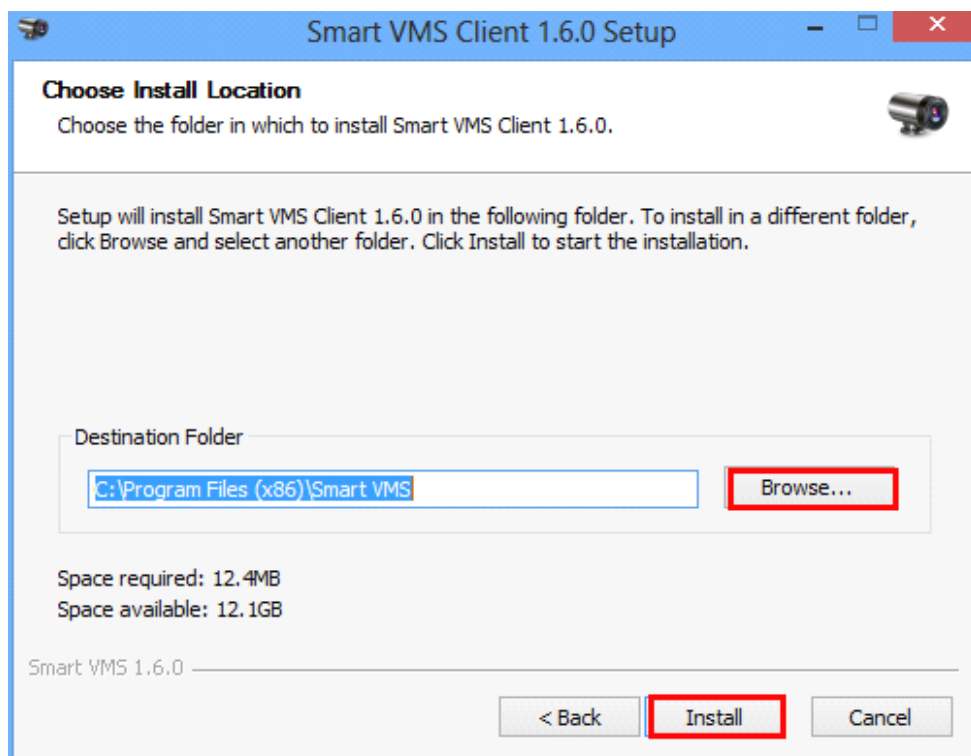 Smart VMS Client 1.6.0 Setup
Choose Install Location
Choose the folder in which to install Smart VMS Client 1.6.0.
Setup will install Smart VMS Client 1.6.0 in the following folder. To install in a different folder,
click Browse and select another folder. Click Install to start the installation.
Destination Folder
C:\Program Files (x86)\Smart VMS
Browse...
Space required: 12.4MB
Space available: 12.1GB
Smart VMS 1.6.0
< Back
Install
Cancel